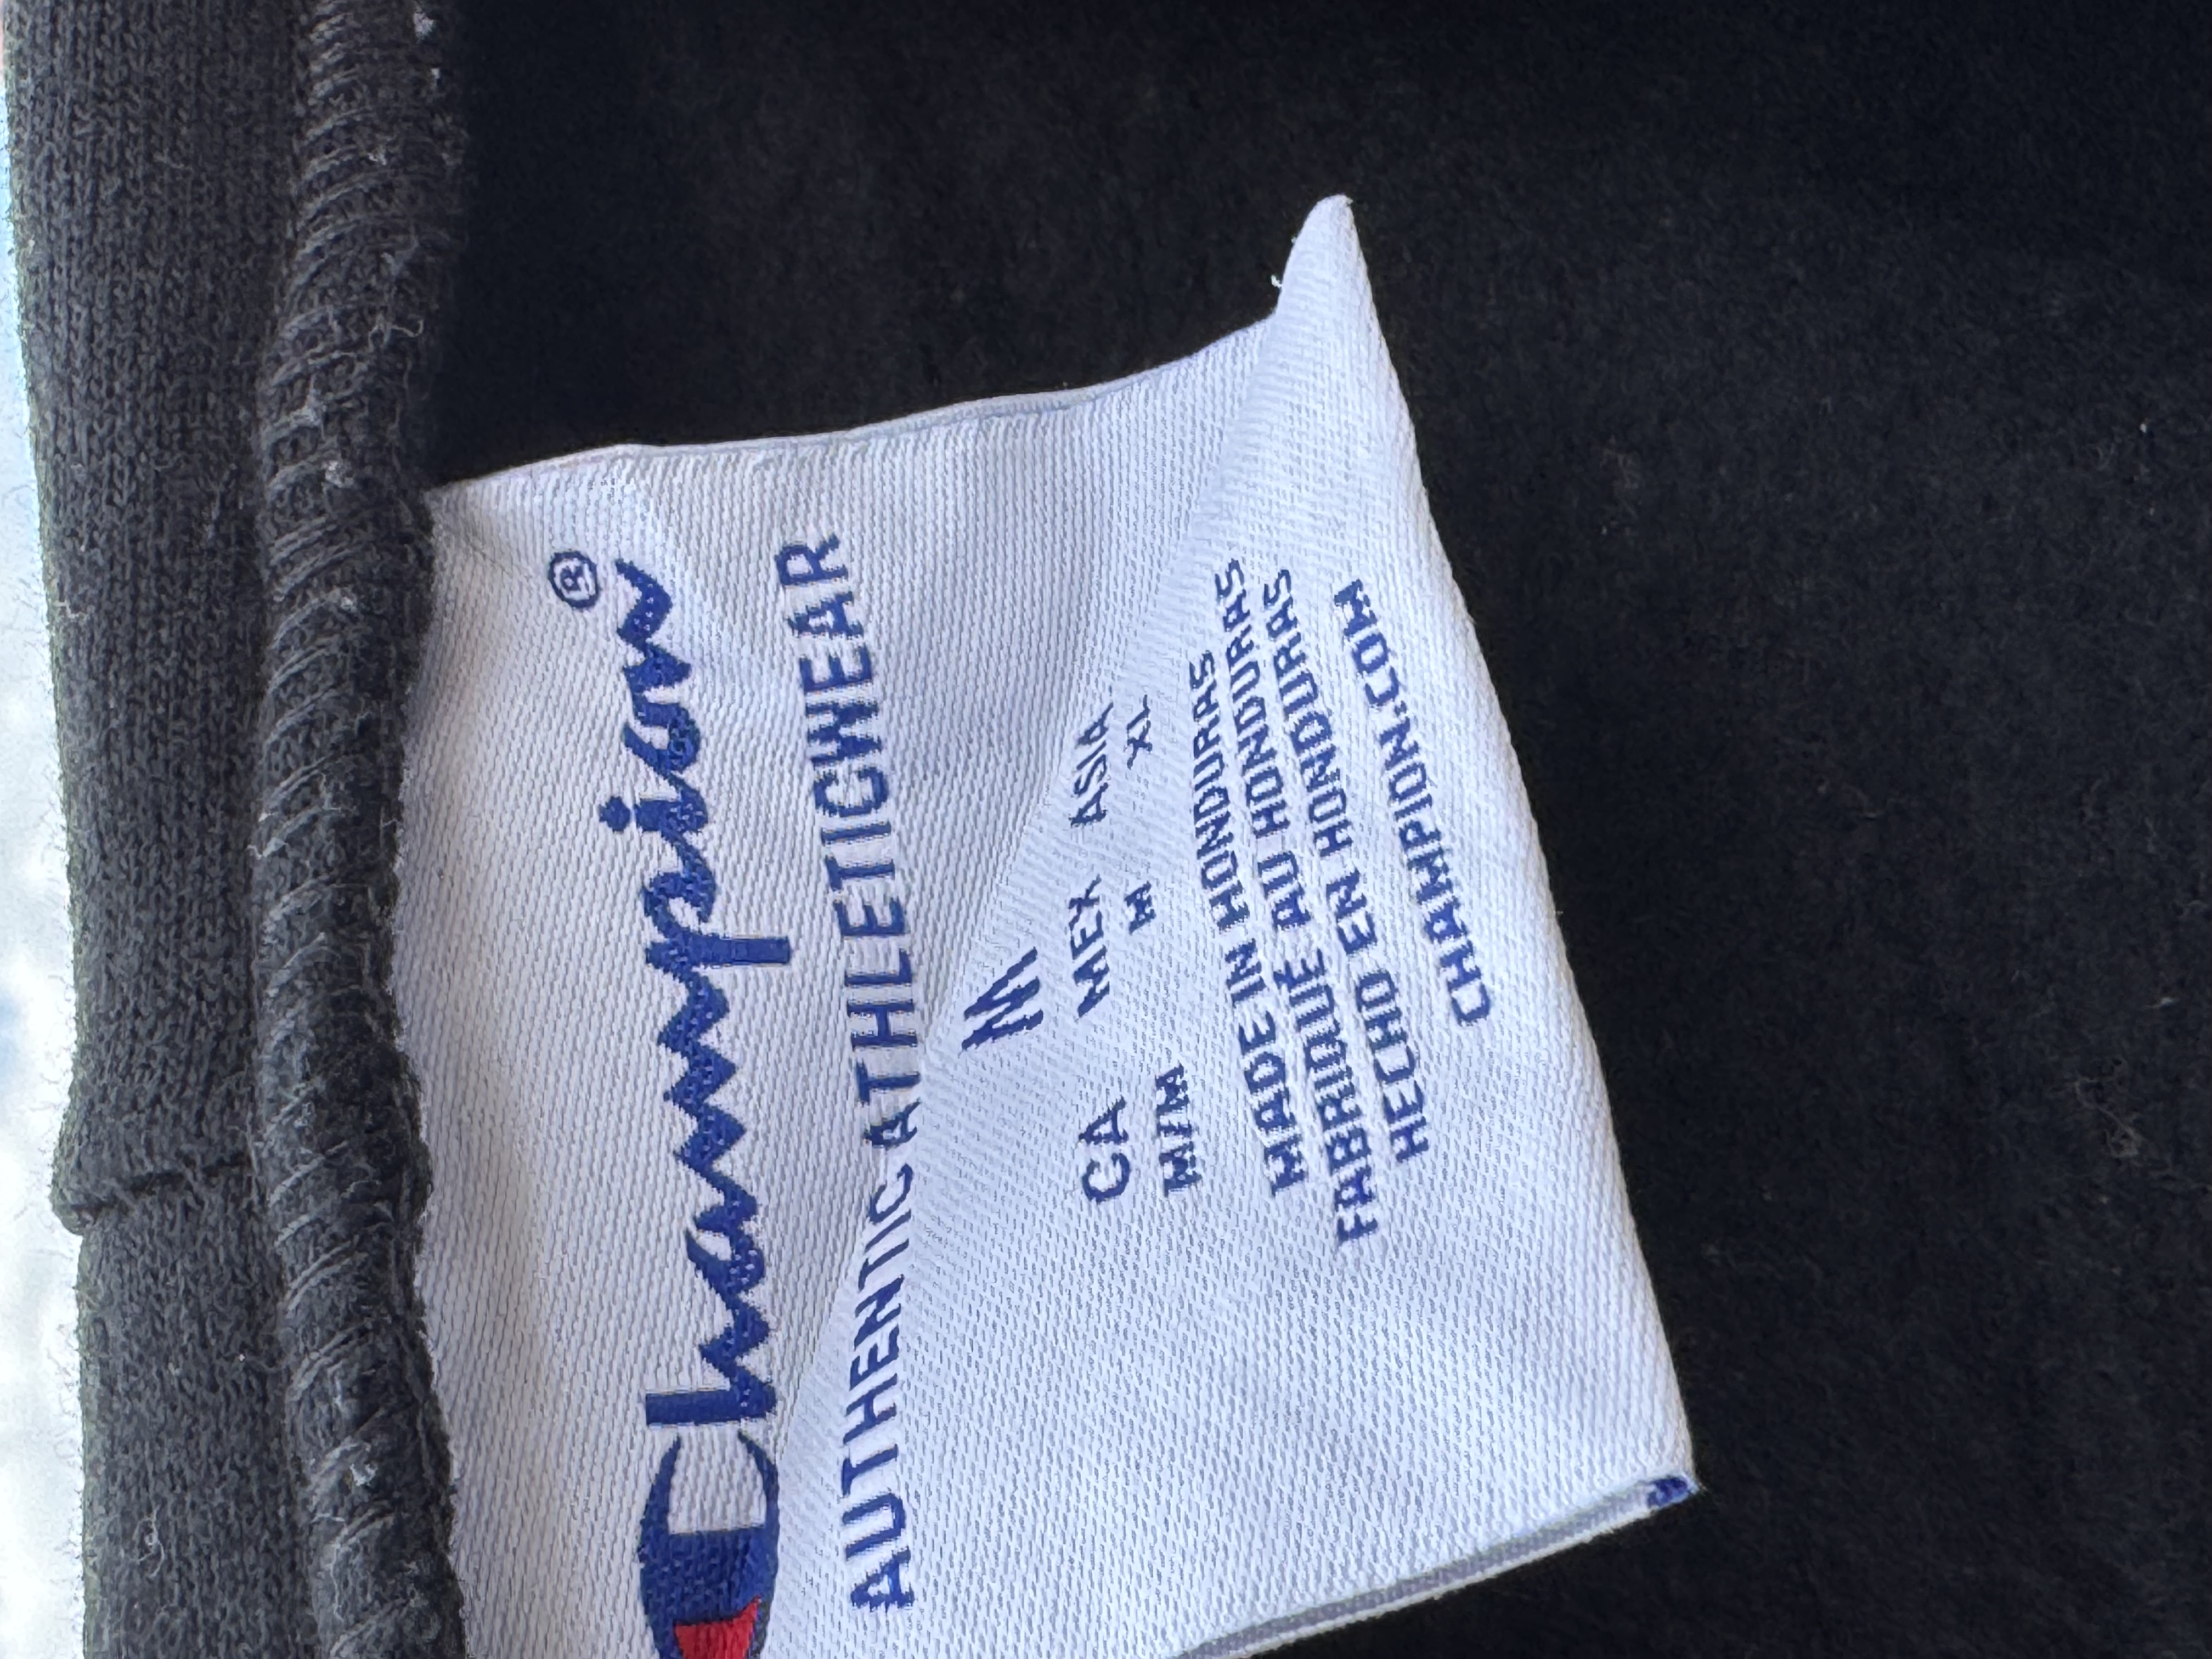 Champion®
AUTHENTIC ATHLETICWEAR
M
CA MEX ASIA
M/M M XL
MADE IN HONDURAS
FABRIQUÉ AU HONDURAS
HECHO EN HONDURAS
CHAMPION.COM